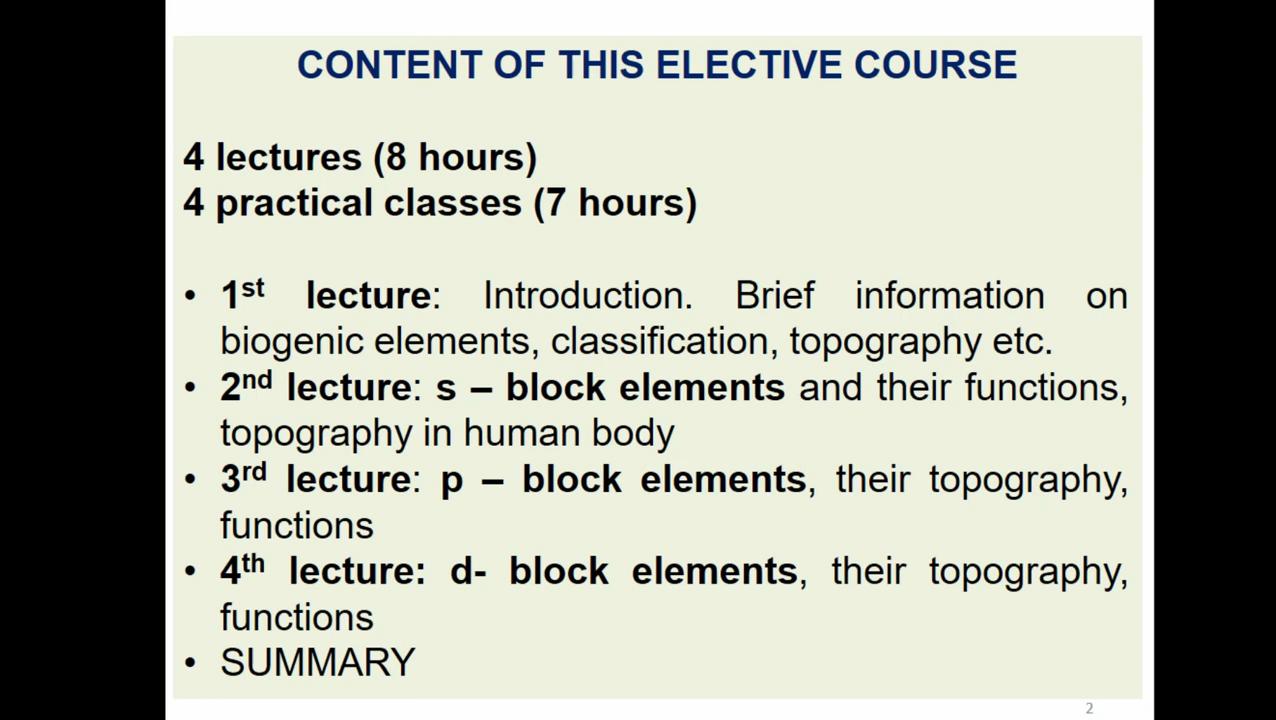 CONTENT OF THIS ELECTIVE COURSE
4 lectures (8 hours)
4 practical classes (7 hours)
• 1st lecture: Introduction. Brief information on
biogenic elements, classification, topography etc.
• 2nd lecture: s – block elements and their functions,
topography in human body
• 3rd lecture: p – block elements, their topography,
functions
• 4th lecture: d- block elements, their topography,
functions
• SUMMARY
2